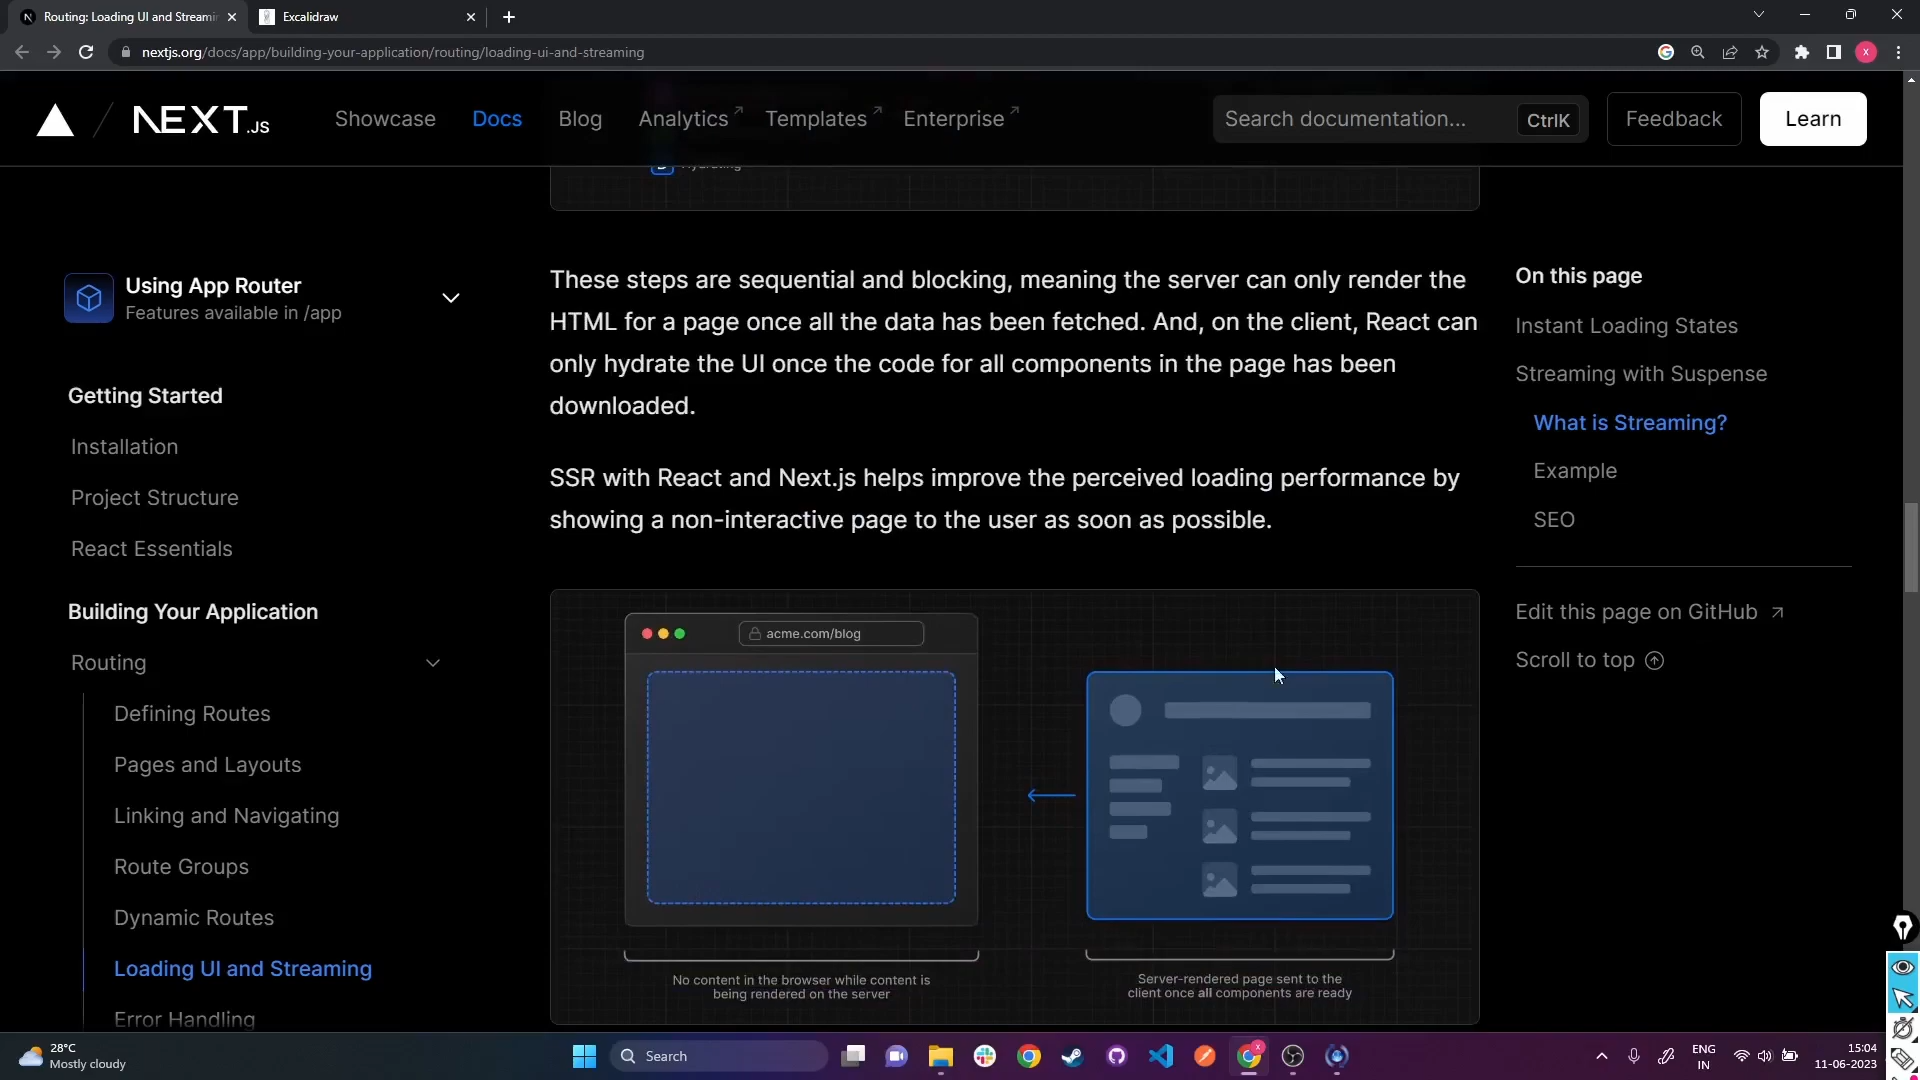 Routing: Loading UI and Streamin
Excalidraw
nextjs.org/docs/app/building-your-application/routing/loading-ui-and-streaming
NEXT.JS
Showcase
Docs
Blog
Analytics
Templates
Enterprise
Search documentation...
CtrlK
Feedback
Learn
Using App Router
Features available in /app
Getting Started
Installation
Project Structure
React Essentials
Building Your Application
Routing
Defining Routes
Pages and Layouts
Linking and Navigating
Route Groups
Dynamic Routes
Loading UI and Streaming
Error Handling
These steps are sequential and blocking, meaning the server can only render the
HTML for a page once all the data has been fetched. And, on the client, React can
only hydrate the UI once the code for all components in the page has been
downloaded.
SSR with React and Next.js helps improve the perceived loading performance by
showing a non-interactive page to the user as soon as possible.
acme.com/blog
No content in the browser while content is
being rendered on the server
Server-rendered page sent to the
client once all components are ready
On this page
Instant Loading States
Streaming with Suspense
What is Streaming?
Example
SEO
Edit this page on GitHub
Scroll to top
28°C
Mostly cloudy
Search
ENG
IN
15:04
11-06-2023